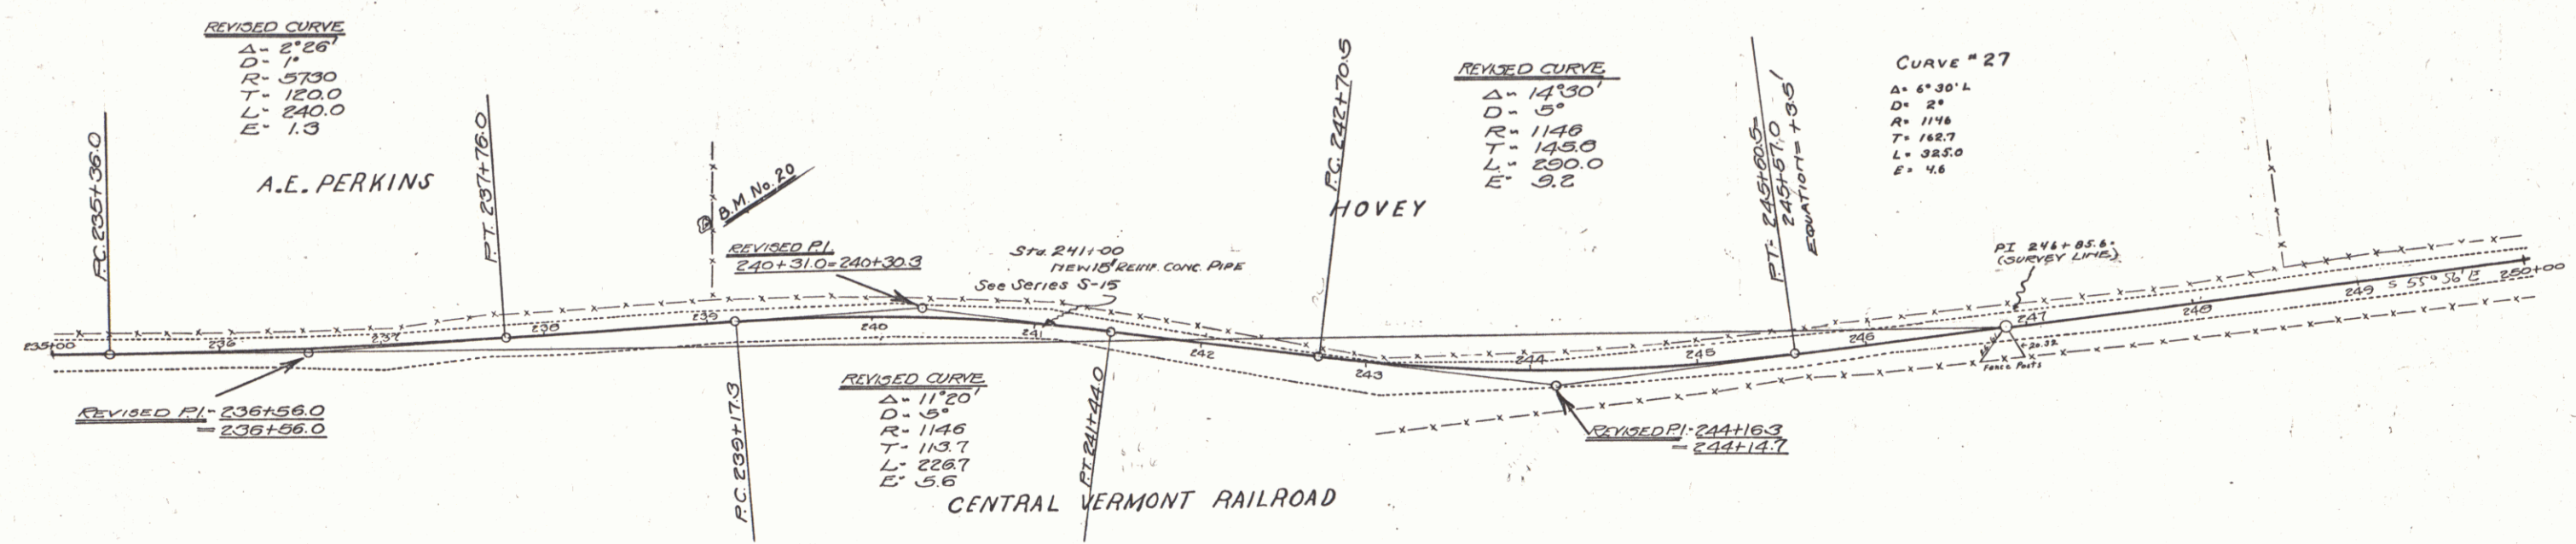 REVISED CURVE
Δ= 2°26'
D= 1°
R= 5730
T= 120.0
L= 240.0
E= 1.3
P.C. 235+36.0
A.E. PERKINS
P.T. 237+76.0
B.M. No. 20
REVISED P.I.
240+31.0=240+30.3
Sta. 241+00
NEW 15" REINF. CONC. PIPE
See Series S-15
P.C. 242+70.5
HOVEY
REVISED CURVE
Δ= 14°30'
D= 5°
R= 1146
T= 145.8
L= 290.0
E= 9.2
P.T. 245+60.5=
245+57.0
EQUATION= +3.5'
CURVE #27
Δ= 6°30' L
D= 2°
R= 1146
T= 162.7
L= 325.0
E= 4.6
PI 246+85.6
(SURVEY LINE)
235+00
236
237
238
239
240
241
242
243
244
245
246
247
248
249
S 55° 56' E
250+00
20.32
Fence Posts
REVISED P.I.= 236+56.0
= 236+56.0
P.C. 239+17.3
REVISED CURVE
Δ= 11°20'
D= 5°
R= 1146
T= 113.7
L= 226.7
E= 5.6
P.T. 241+44.0
REVISED P.I.= 244+16.3
= 244+14.7
CENTRAL VERMONT RAILROAD